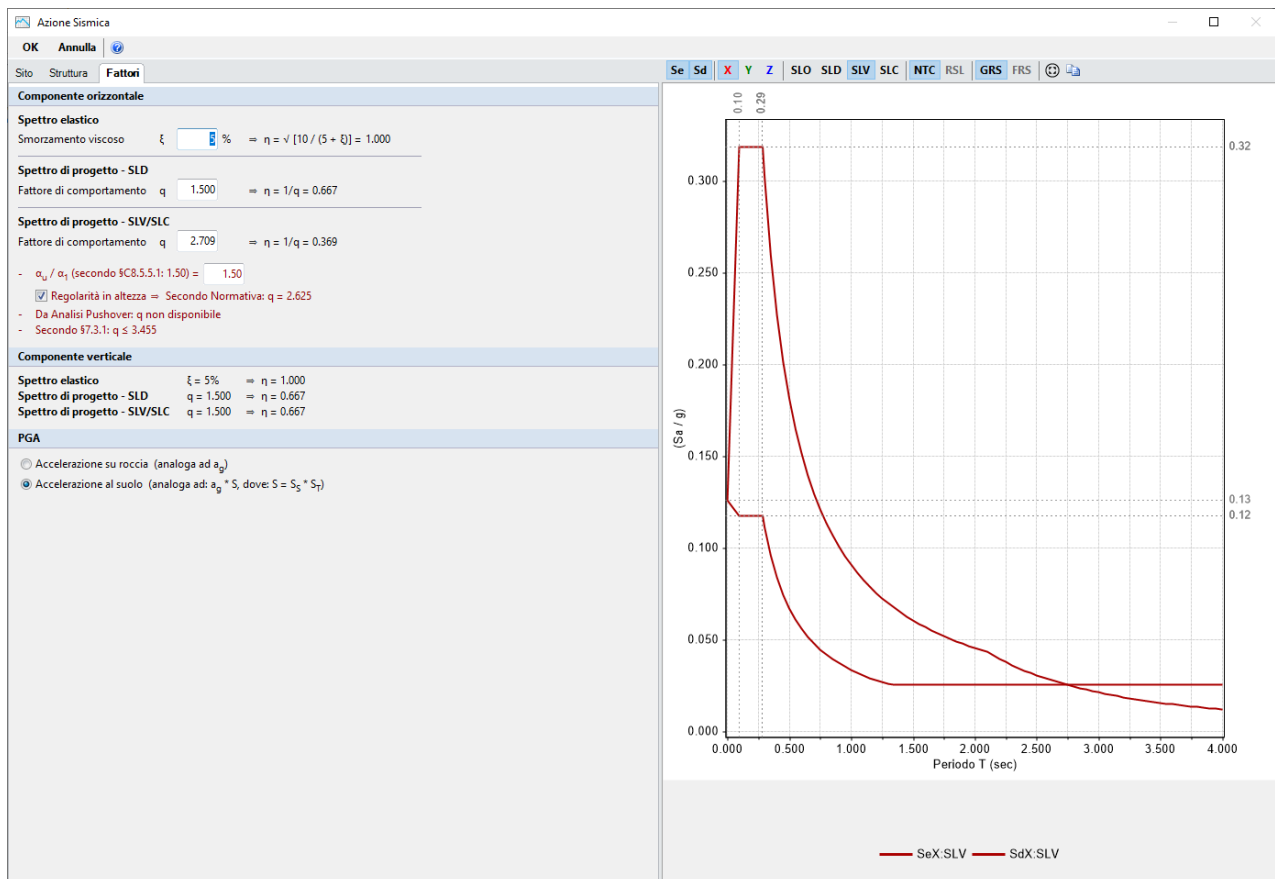 Azione Sismica
OK Annulla
Sito Struttura Fattori
Componente orizzontale
Spettro elastico
Smorzamento viscoso ξ 5 % ⇒ η = √ [10 / (5 + ξ)] = 1.000
Spettro di progetto - SLD
Fattore di comportamento q 1.500 ⇒ η = 1/q = 0.667
Spettro di progetto - SLV/SLC
Fattore di comportamento q 2.709 ⇒ η = 1/q = 0.369
- αu / α1 (secondo §C8.5.5.1: 1.50) = 1.50
Regolarità in altezza ⇒ Secondo Normativa: q = 2.625
- Da Analisi Pushover: q non disponibile
- Secondo §7.3.1: q ≤ 3.455
Componente verticale
Spettro elastico ξ = 5% ⇒ η = 1.000
Spettro di progetto - SLD q = 1.500 ⇒ η = 0.667
Spettro di progetto - SLV/SLC q = 1.500 ⇒ η = 0.667
PGA
Accelerazione su roccia (analoga ad ag)
Accelerazione al suolo (analoga ad: ag * S, dove: S = SS * ST)
Se Sd X Y Z SLO SLD SLV SLC NTC RSL GRS FRS
0.10 0.29
0.32
0.300
0.250
0.200
0.150
0.13
0.12
0.100
0.050
0.000
(Sa / g)
0.000 0.500 1.000 1.500 2.000 2.500 3.000 3.500 4.000
Periodo T (sec)
SeX:SLV SdX:SLV